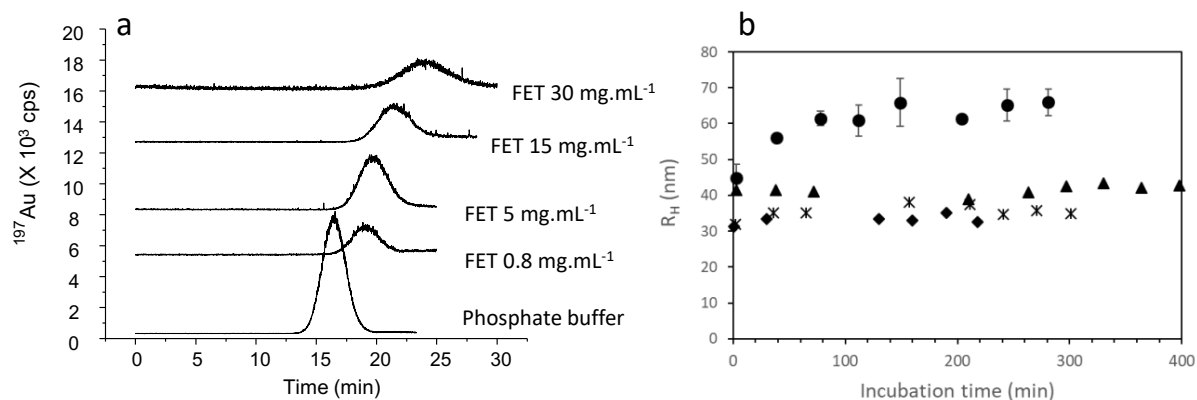 a
¹⁹⁷Au (X 10³ cps)
20
18
16
14
12
10
8
6
4
2
0
FET 30 mg.mL⁻¹
FET 15 mg.mL⁻¹
FET 5 mg.mL⁻¹
FET 0.8 mg.mL⁻¹
Phosphate buffer
0 5 10 15 20 25 30
Time (min)
b
R_H (nm)
80
70
60
50
40
30
20
10
0
0 100 200 300 400
Incubation time (min)